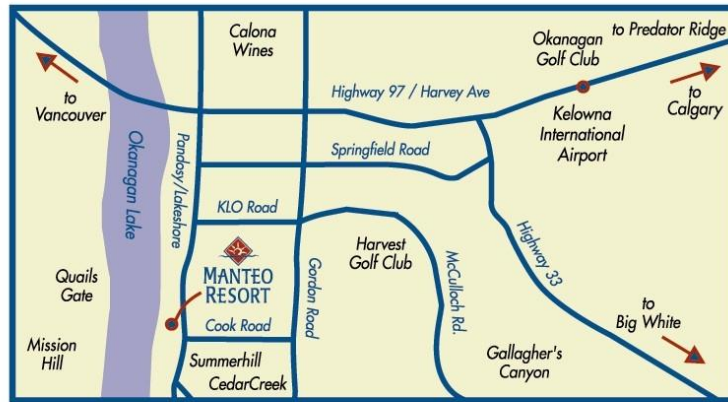 Calona
Wines
to Predator Ridge
Okanagan
Golf Club
to
Vancouver
Highway 97 / Harvey Ave
to
Calgary
Kelowna
International
Airport
Okanagan Lake
Pandosy/Lakeshore
Springfield Road
KLO Road
MANTEO
RESORT
Gordon Road
Harvest
Golf Club
McCulloch Rd.
Highway 33
Quails
Gate
to
Big White
Cook Road
Mission
Hill
Summerhill
CedarCreek
Gallagher's
Canyon